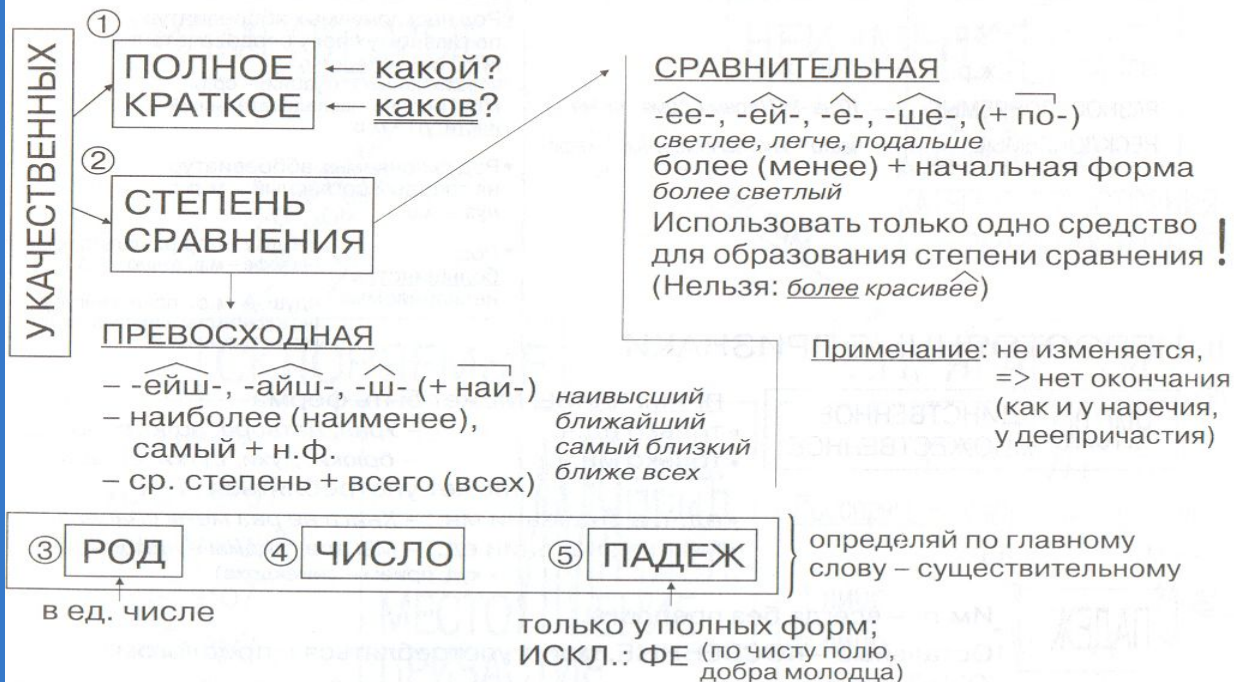 У КАЧЕСТВЕННЫХ
①
ПОЛНОЕ ← какой?
КРАТКОЕ ← каков?
②
СТЕПЕНЬ
СРАВНЕНИЯ
СРАВНИТЕЛЬНАЯ
-ее-, -ей-, -е-, -ше-, (+ по-)
светлее, легче, подальше
более (менее) + начальная форма
более светлый
Использовать только одно средство
для образования степени сравнения !
(Нельзя: более красивее)
Примечание: не изменяется,
=> нет окончания
(как и у наречия,
у деепричастия)
ПРЕВОСХОДНАЯ
– -ейш-, -айш-, -ш- (+ наи-)
– наиболее (наименее),
самый + н.ф.
– ср. степень + всего (всех)
наивысший
ближайший
самый близкий
ближе всех
③ РОД ④ ЧИСЛО ⑤ ПАДЕЖ
определяй по главному
слову – существительному
в ед. числе
только у полных форм;
ИСКЛ.: ФЕ (по чисту полю,
добра молодца)